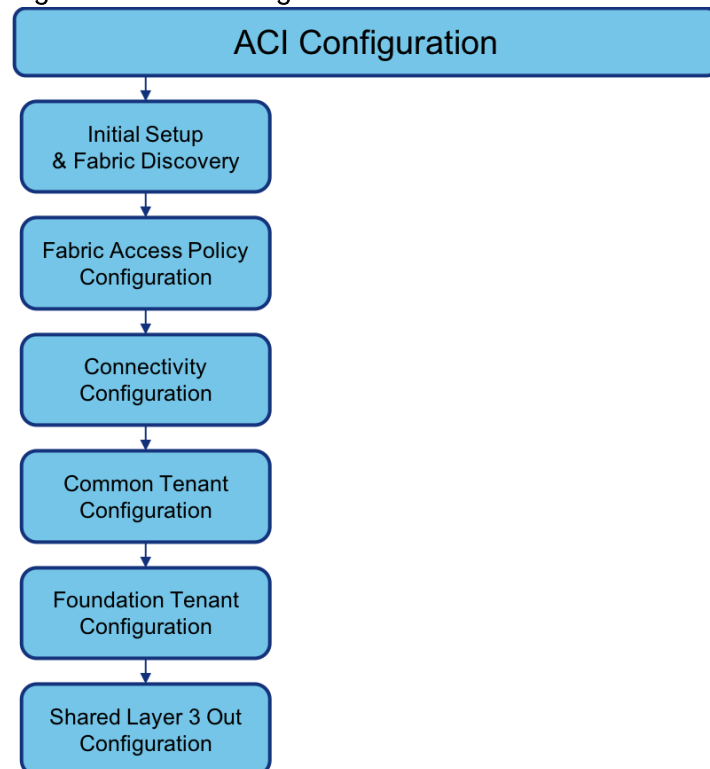 ACI Configuration
Initial Setup
& Fabric Discovery
Fabric Access Policy
Configuration
Connectivity
Configuration
Common Tenant
Configuration
Foundation Tenant
Configuration
Shared Layer 3 Out
Configuration